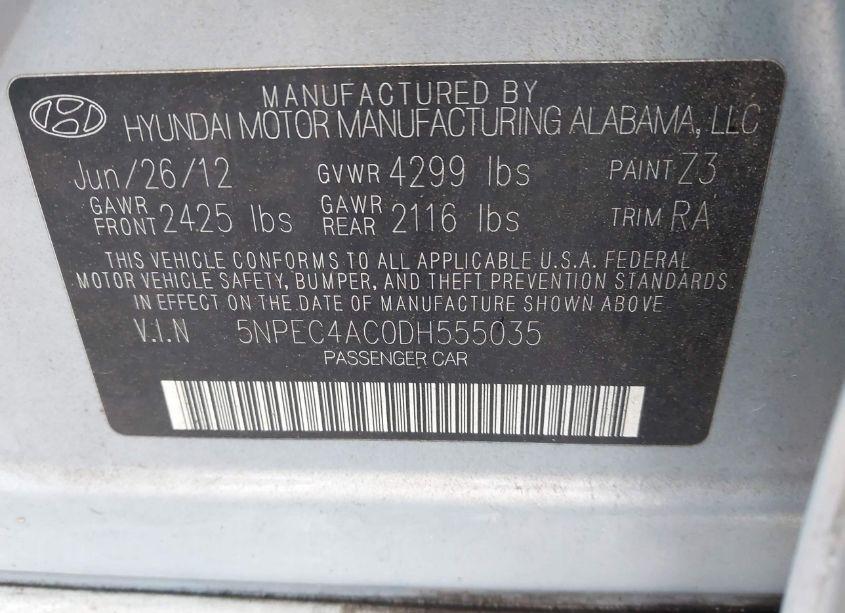 MANUFACTURED BY
HYUNDAI MOTOR MANUFACTURING ALABAMA, LLC
Jun/26/12 GVWR 4299 lbs PAINT Z3
GAWR FRONT 2425 lbs GAWR REAR 2116 lbs TRIM RA
THIS VEHICLE CONFORMS TO ALL APPLICABLE U.S.A. FEDERAL
MOTOR VEHICLE SAFETY, BUMPER, AND THEFT PREVENTION STANDARDS
IN EFFECT ON THE DATE OF MANUFACTURE SHOWN ABOVE
V.I.N 5NPEC4AC0DH555035
PASSENGER CAR